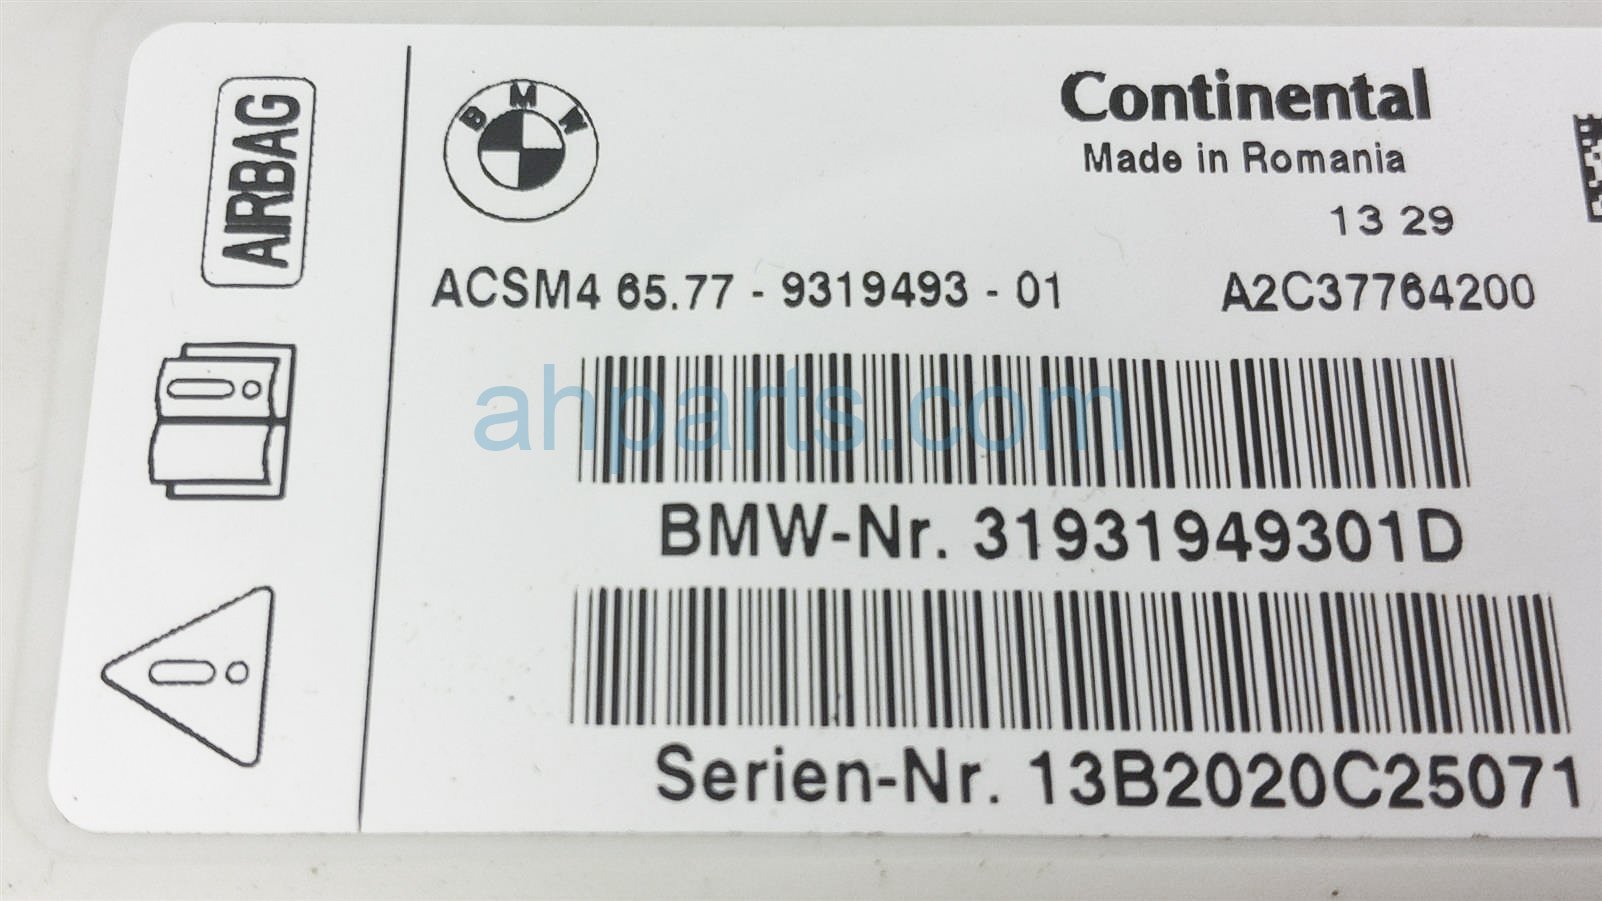 AIRBAG
BMW
Continental
Made in Romania
13 29
ACSM4 65.77 - 9319493 - 01 A2C37764200
ahparts.com
BMW-Nr. 31931949301D
Serien-Nr. 13B2020C25071